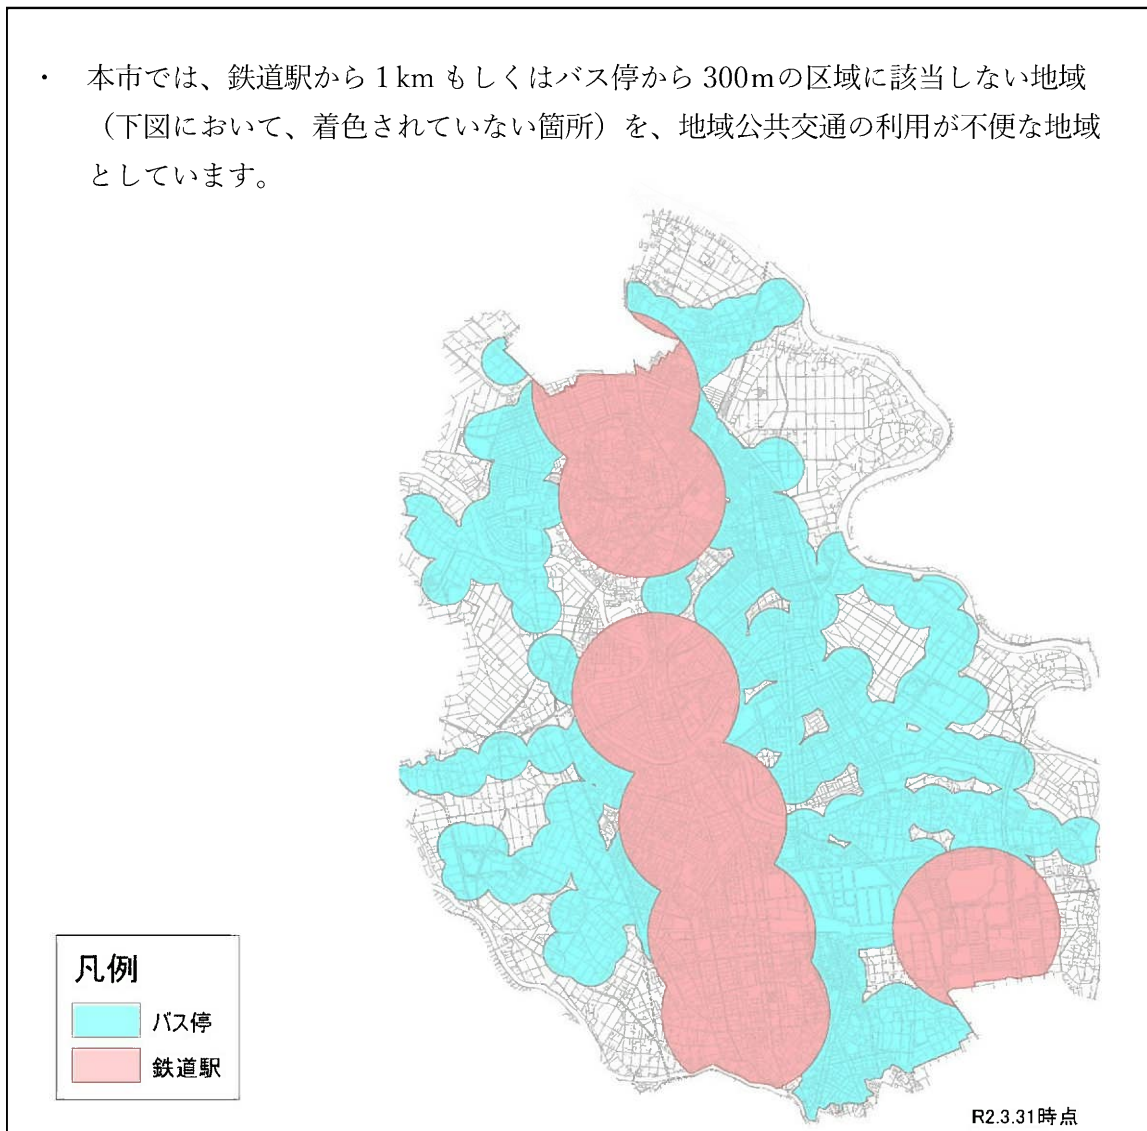 ・ 本市では、鉄道駅から 1km もしくはバス停から 300mの区域に該当しない地域
（下図において、着色されていない箇所）を、地域公共交通の利用が不便な地域
としています。
凡例
バス停
鉄道駅
R2.3.31時点